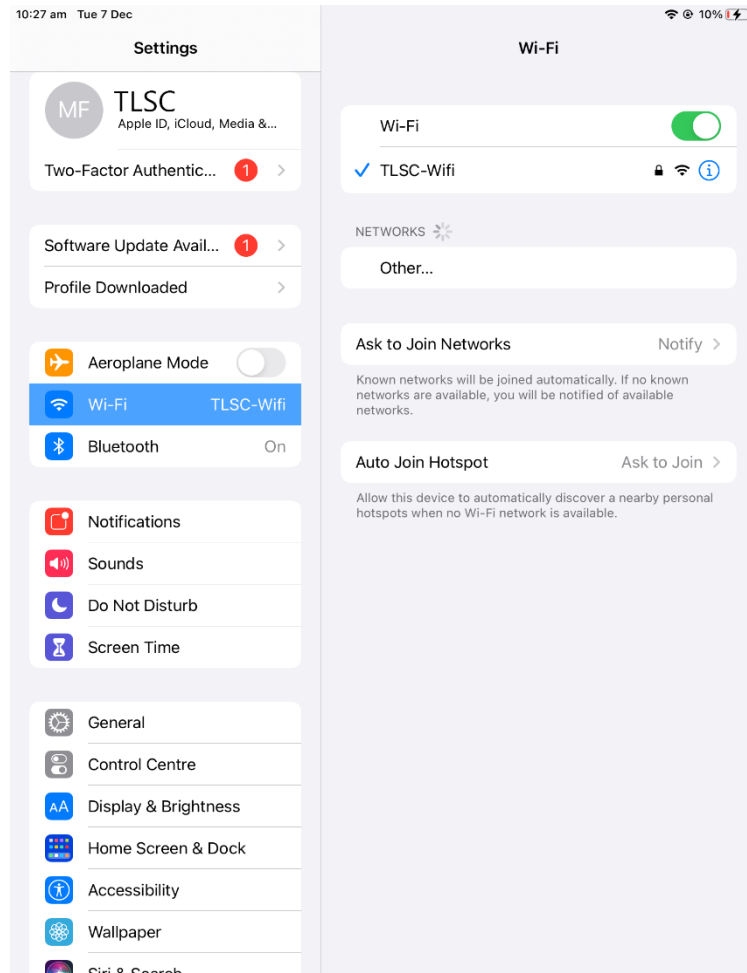 10:27 am Tue 7 Dec
10%
Settings
MF
TLSC
Apple ID, iCloud, Media &...
Two-Factor Authentic... 1
Software Update Avail... 1
Profile Downloaded
Aeroplane Mode
Wi-Fi TLSC-Wifi
Bluetooth On
Notifications
Sounds
Do Not Disturb
Screen Time
General
Control Centre
AA Display & Brightness
Home Screen & Dock
Accessibility
Wallpaper
Siri & Search
Wi-Fi
Wi-Fi
TLSC-Wifi
NETWORKS
Other...
Ask to Join Networks Notify
Known networks will be joined automatically. If no known
networks are available, you will be notified of available
networks.
Auto Join Hotspot Ask to Join
Allow this device to automatically discover a nearby personal
hotspots when no Wi-Fi network is available.